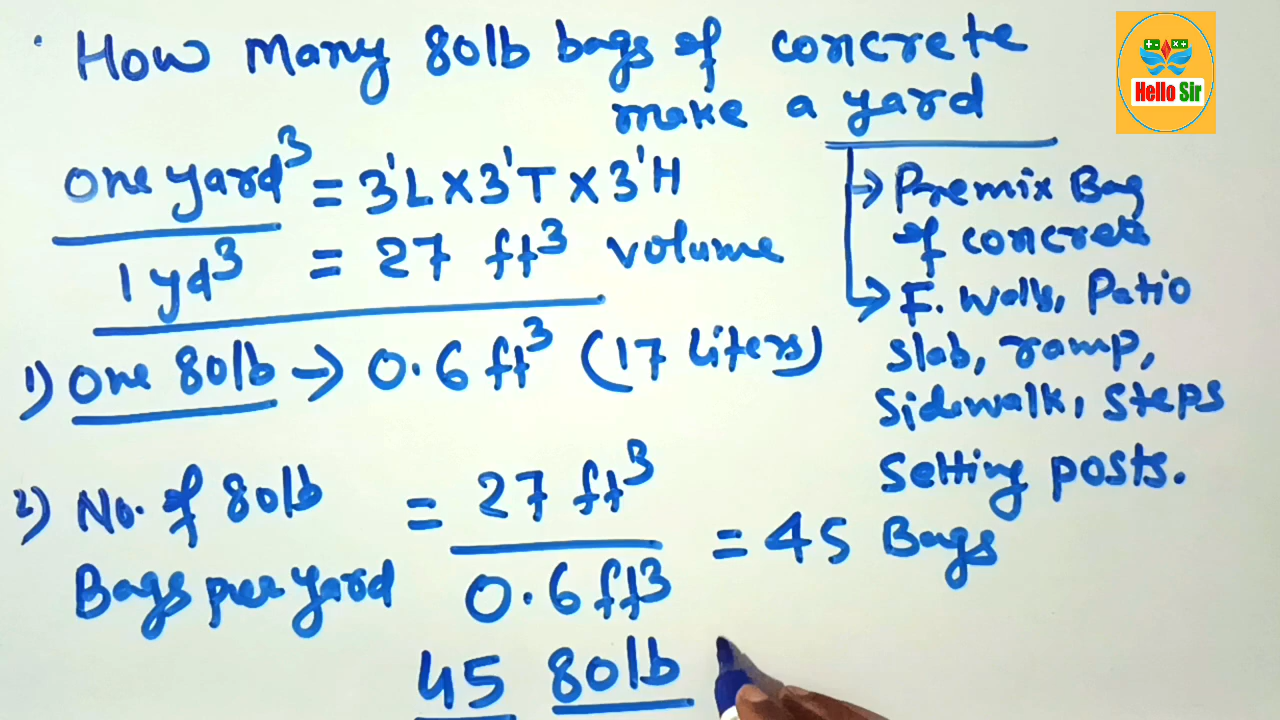 How Many 80lb bags of concrete
make a yard
Hello Sir
One yard³ = 3'L X 3'T X 3'H
1 yd³ = 27 ft³ volume
1) One 80lb → 0.6 ft³ (17 liters)
2) No. of 80lb
Bags per yard
= 27 ft³
0.6 ft³
= 45 Bags
45 80lb
→ Premix Bag
of concrete
→ F. walls, Patio
slab, ramp,
Sidewalk, Steps
Setting posts.